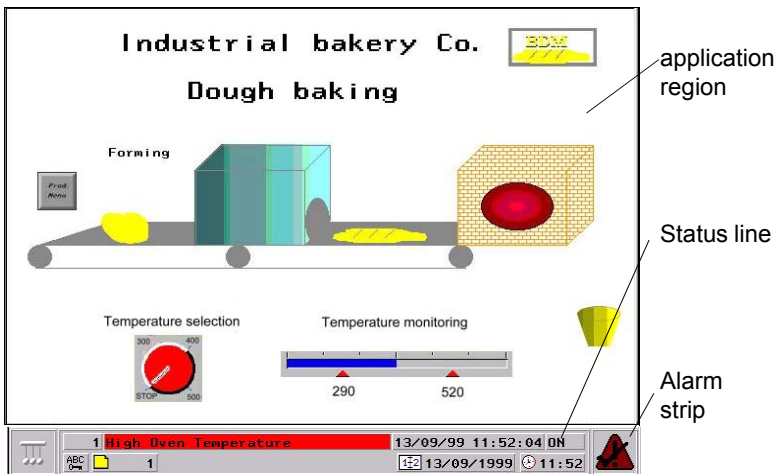 Industrial bakery Co.
BDM
Dough baking
application
region
Forming
Prod.
Menu
Status line
Temperature selection
Temperature monitoring
300
400
STOP
500
290
520
Alarm
strip
1 High Oven Temperature 13/09/99 11:52:04 ON
ABC 1 13/09/1999 11:52